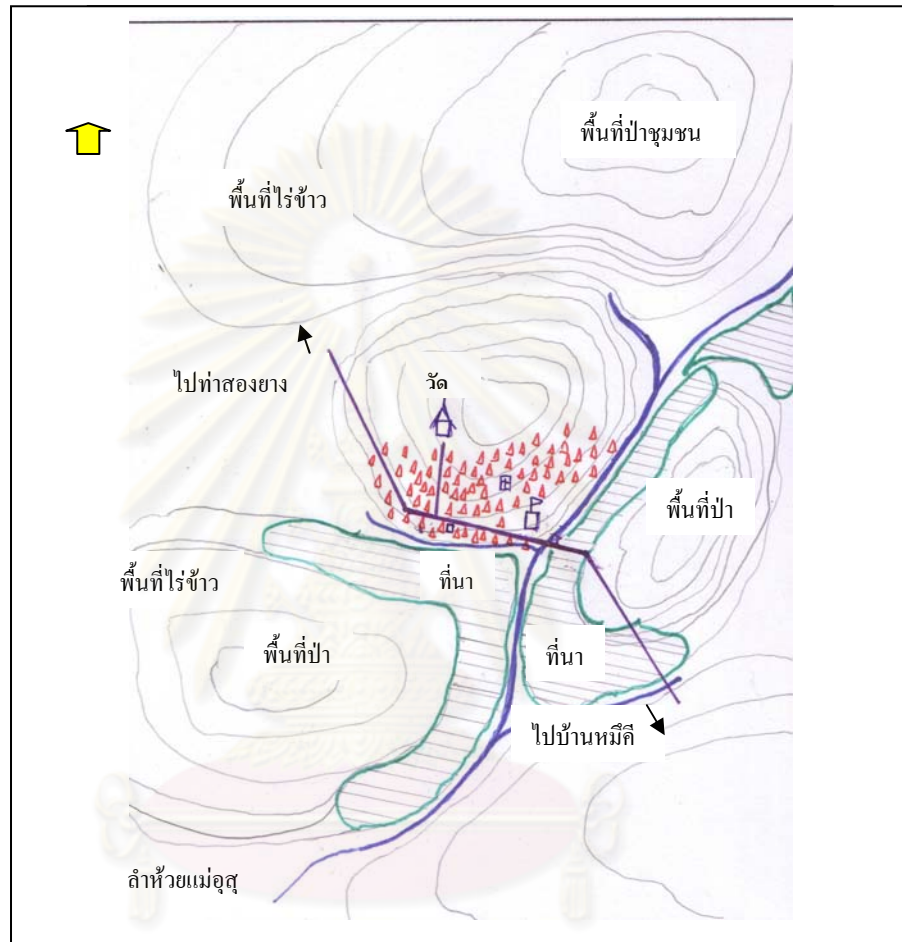 พื้นที่ป่าชุมชน
พื้นที่ไร่ข้าว
ไปท่าสองยาง
วัด
พื้นที่ป่า
พื้นที่ไร่ข้าว
ที่นา
พื้นที่ป่า
ที่นา
ไปบ้านหมีคี
ลำห้วยแม่อุสุ